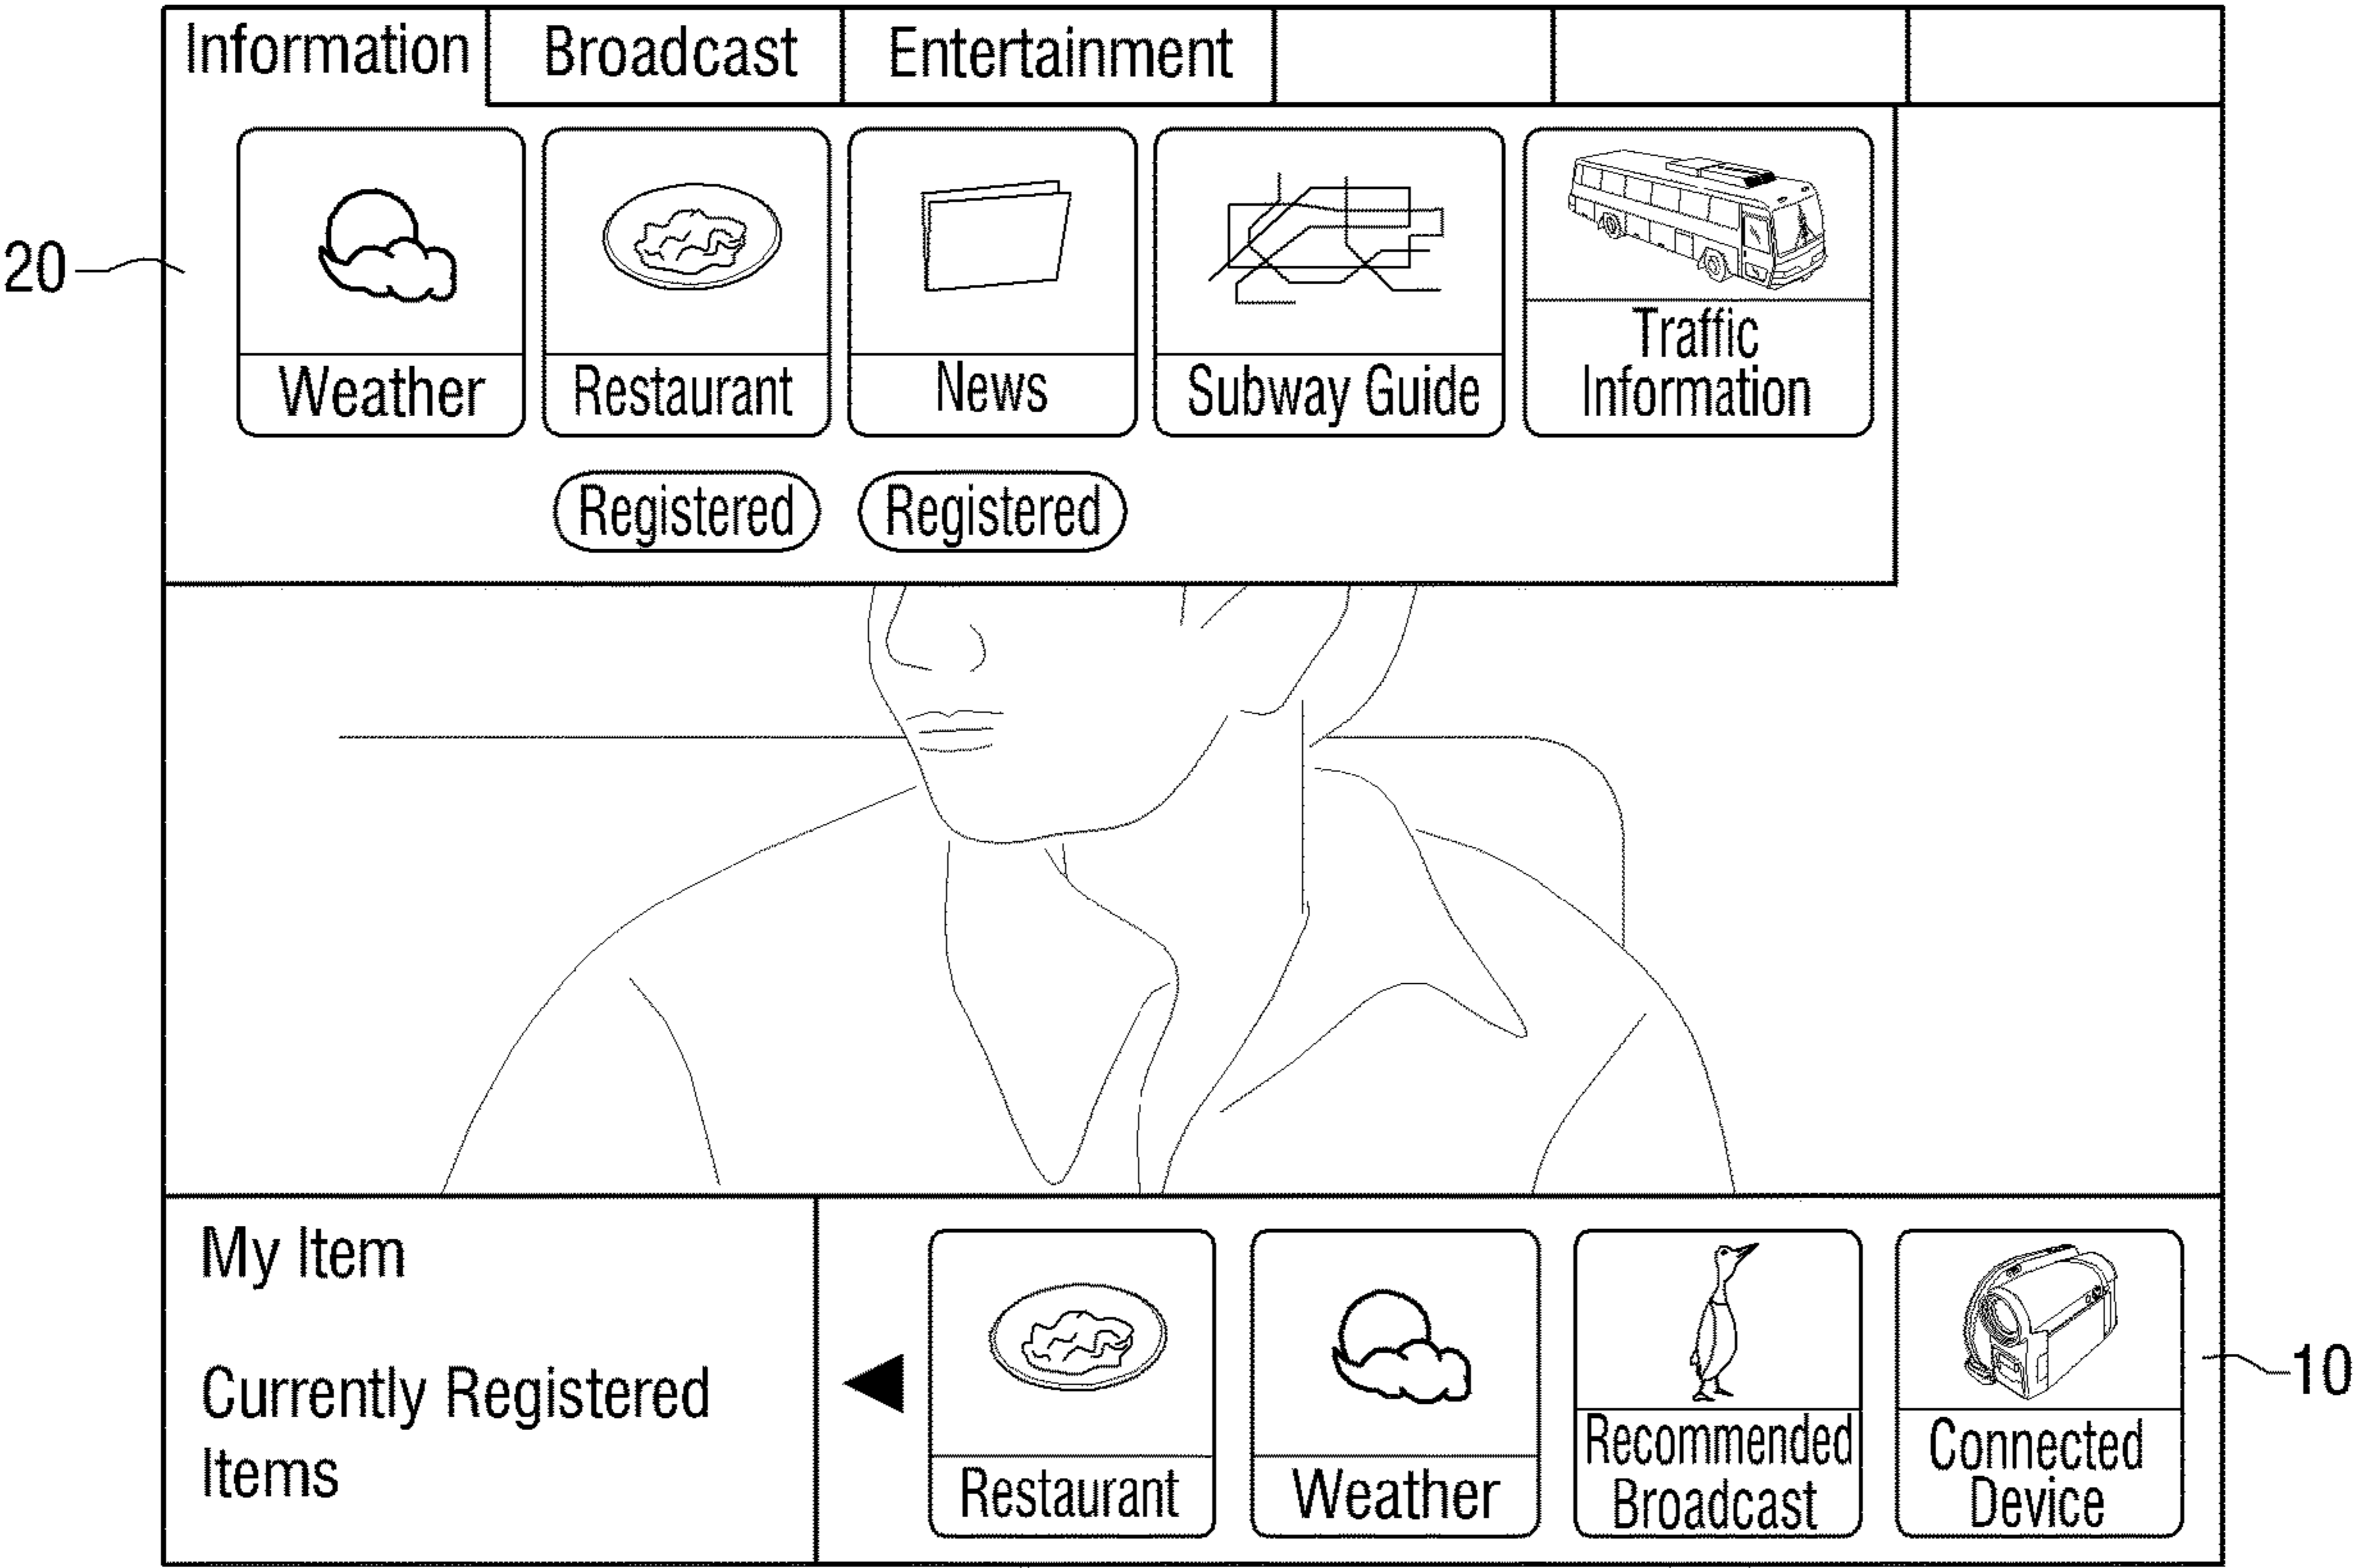 Information Broadcast Entertainment
20
Weather Restaurant News Subway Guide Traffic
Information
Registered Registered
My Item
Currently Registered
Items
Restaurant Weather Recommended
Broadcast Connected
Device
10